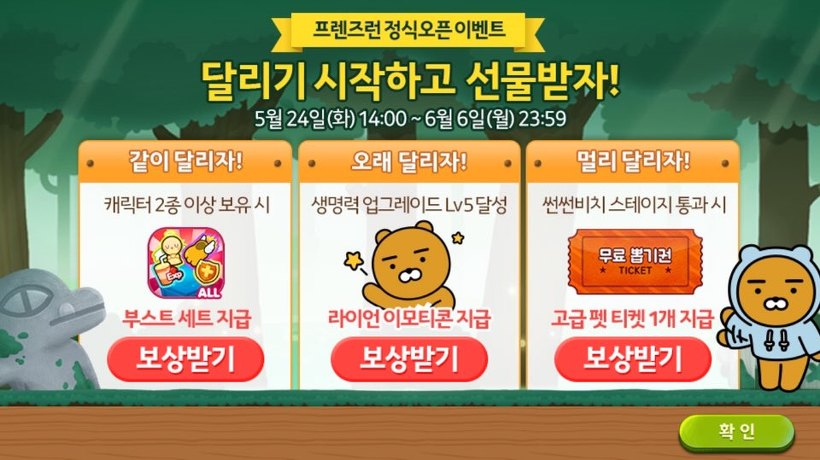 프렌즈런 정식오픈 이벤트
달리기 시작하고 선물받자!
5월 24일(화) 14:00 ~ 6월 6일(월) 23:59
같이 달리자!
캐릭터 2종 이상 보유 시
Exp
ALL
부스트 세트 지급
보상받기
오래 달리자!
생명력 업그레이드 Lv5 달성
라이언 이모티콘 지급
보상받기
멀리 달리자!
썬썬비치 스테이지 통과 시
무료 뽑기권
TICKET
고급 펫 티켓 1개 지급
보상받기
확인